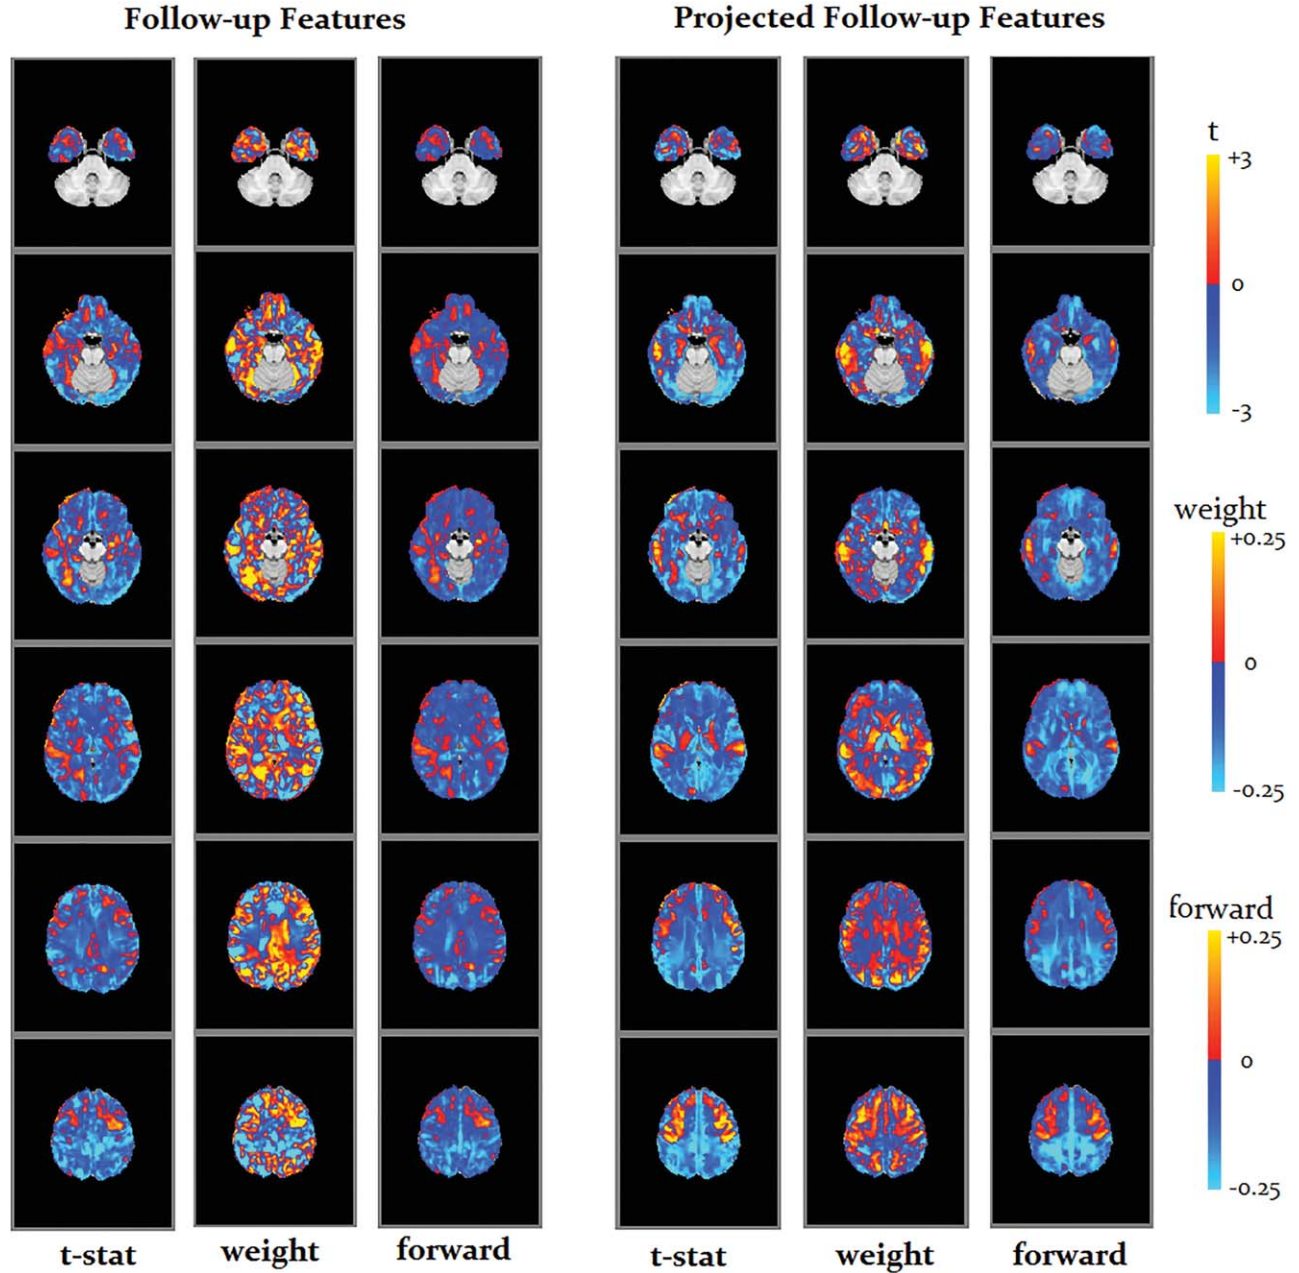 Follow-up Features
Projected Follow-up Features
t
+3
0
-3
weight
+0.25
0
-0.25
forward
+0.25
0
-0.25
t-stat
weight
forward
t-stat
weight
forward